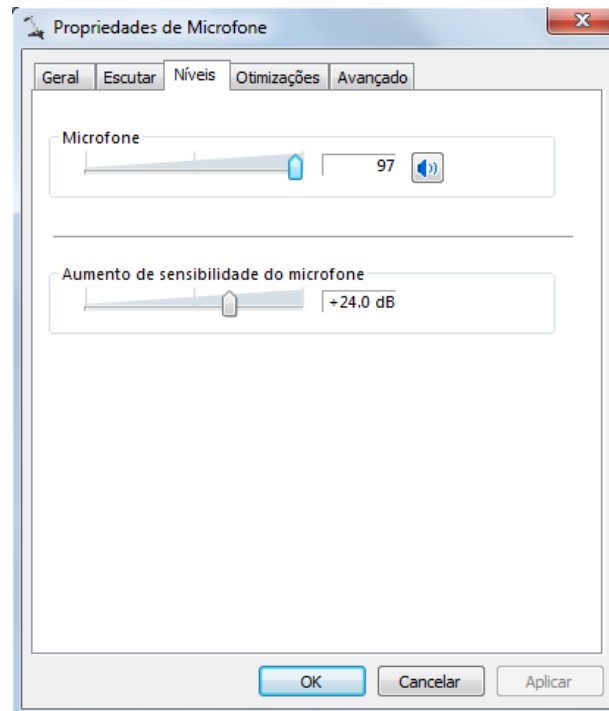 Propriedades de Microfone
Geral Escutar Níveis Otimizações Avançado
Microfone
97
Aumento de sensibilidade do microfone
+24.0 dB
OK Cancelar Aplicar